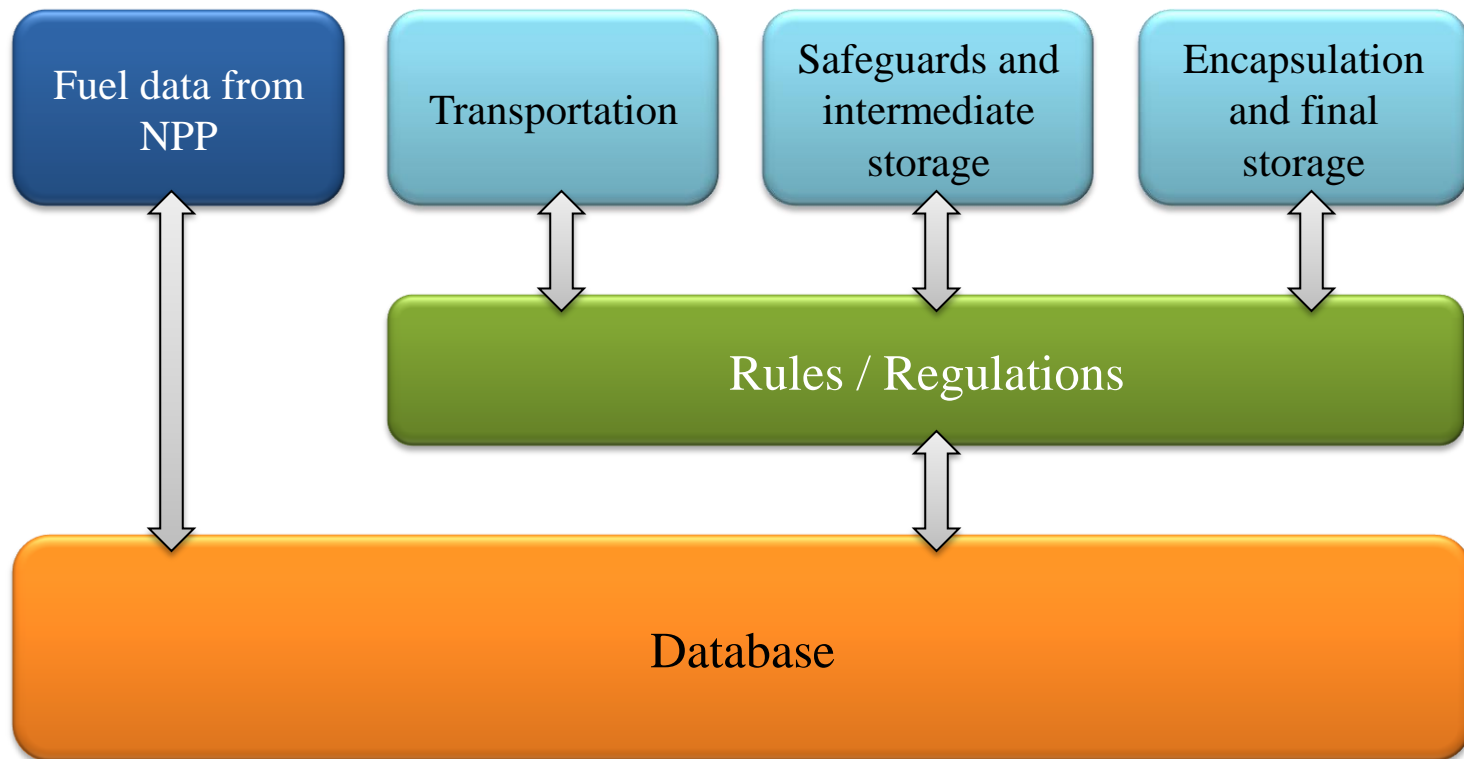 Fuel data from
NPP
Transportation
Safeguards and
intermediate
storage
Encapsulation
and final
storage
Rules / Regulations
Database